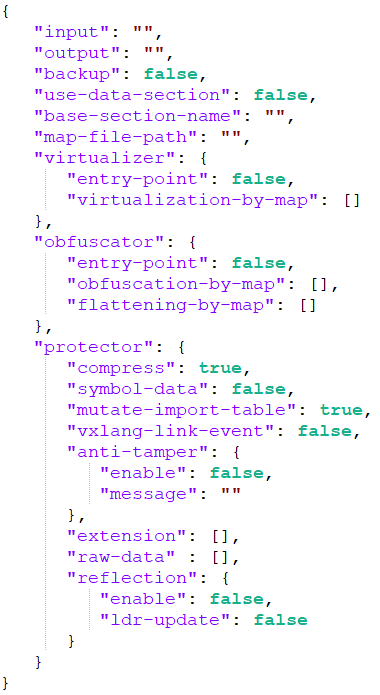 {
    "input": "",
    "output": "",
    "backup": false,
    "use-data-section": false,
    "base-section-name": "",
    "map-file-path": "",
    "virtualizer": {
        "entry-point": false,
        "virtualization-by-map": []
    },
    "obfuscator": {
        "entry-point": false,
        "obfuscation-by-map": [],
        "flattening-by-map": []
    },
    "protector": {
        "compress": true,
        "symbol-data": false,
        "mutate-import-table": true,
        "vxlang-link-event": false,
        "anti-tamper": {
            "enable": false,
            "message": ""
        },
        "extension": [],
        "raw-data" : [],
        "reflection": {
            "enable": false,
            "ldr-update": false
        }
    }
}